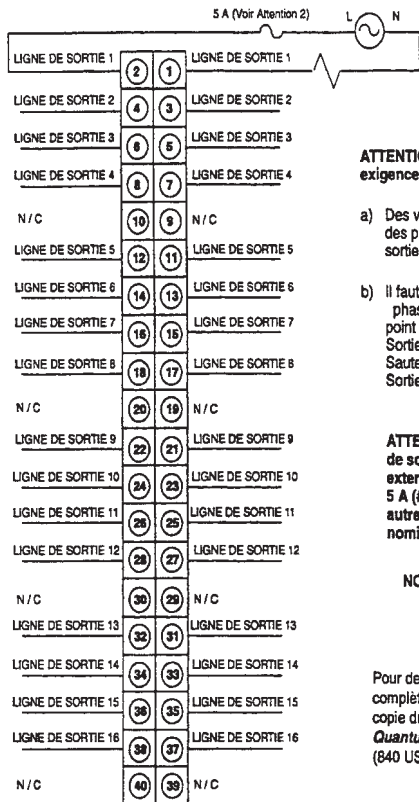 5 A (Voir Attention 2) L N
LIGNE DE SORTIE 1 2 1 LIGNE DE SORTIE 1
LIGNE DE SORTIE 2 4 3 LIGNE DE SORTIE 2
LIGNE DE SORTIE 3 6 5 LIGNE DE SORTIE 3
LIGNE DE SORTIE 4 8 7 LIGNE DE SORTIE 4
N/C 10 9 N/C
LIGNE DE SORTIE 5 12 11 LIGNE DE SORTIE 5
LIGNE DE SORTIE 6 14 13 LIGNE DE SORTIE 6
LIGNE DE SORTIE 7 16 15 LIGNE DE SORTIE 7
LIGNE DE SORTIE 8 18 17 LIGNE DE SORTIE 8
N/C 20 19 N/C
LIGNE DE SORTIE 9 22 21 LIGNE DE SORTIE 9
LIGNE DE SORTIE 10 24 23 LIGNE DE SORTIE 10
LIGNE DE SORTIE 11 26 25 LIGNE DE SORTIE 11
LIGNE DE SORTIE 12 28 27 LIGNE DE SORTIE 12
N/C 30 29 N/C
LIGNE DE SORTIE 13 32 31 LIGNE DE SORTIE 13
LIGNE DE SORTIE 14 34 33 LIGNE DE SORTIE 14
LIGNE DE SORTIE 15 36 35 LIGNE DE SORTIE 15
LIGNE DE SORTIE 16 38 37 LIGNE DE SORTIE 16
N/C 40 39 N/C
ATTENTI
exigence
a) Des v
des p
sortie
b) Il faut
phas
point
Sortie
Saute
Sortie
ATTE
de so
exter
5 A (
autre
nomi
NO
Pour de
complè
copie d
Quantu
(840 US